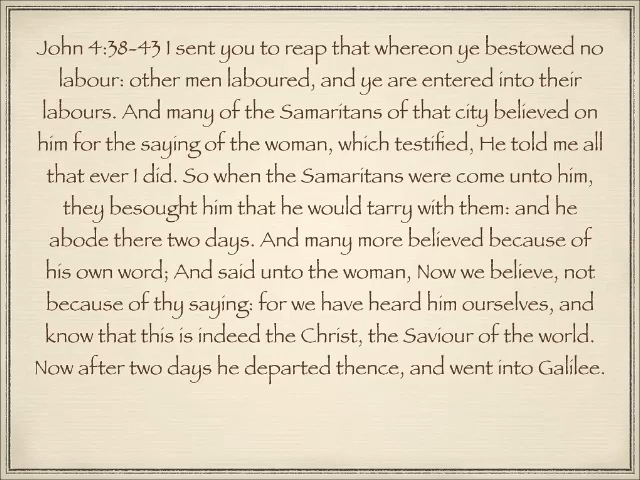 John 4:38-43 I sent you to reap that whereon ye bestowed no
labour: other men laboured, and ye are entered into their
labours. And many of the Samaritans of that city believed on
him for the saying of the woman, which testified, He told me all
that ever I did. So when the Samaritans were come unto him,
they besought him that he would tarry with them: and he
abode there two days. And many more believed because of
his own word; And said unto the woman, Now we believe, not
because of thy saying: for we have heard him ourselves, and
know that this is indeed the Christ, the Saviour of the world.
Now after two days he departed thence, and went into Galilee.